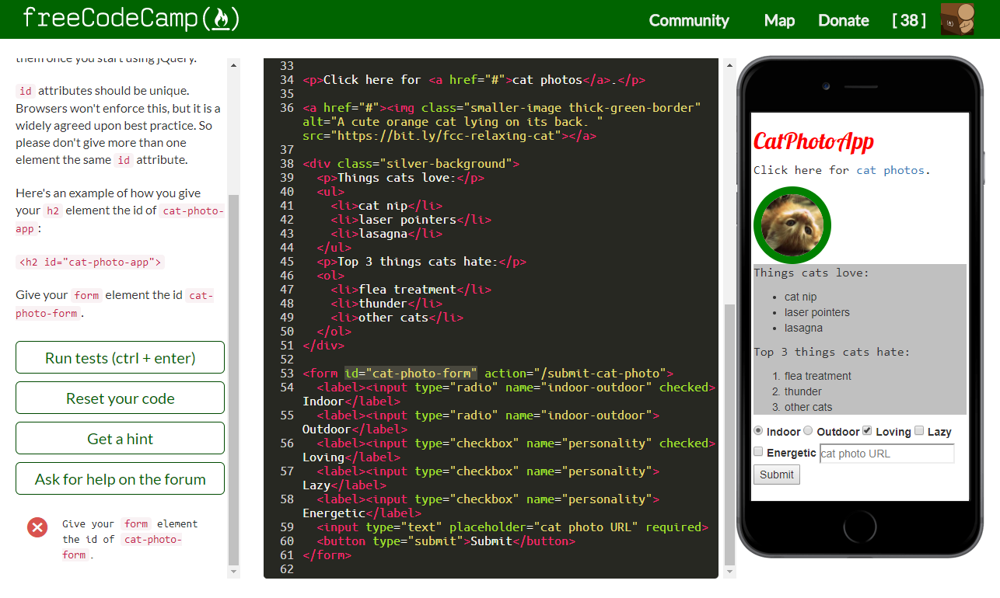 freeCodeCamp(🔥)
Community
Map
Donate
[ 38 ]
them once you start using jQuery.
id attributes should be unique.
Browsers won't enforce this, but it is a
widely agreed upon best practice. So
please don't give more than one
element the same id attribute.
Here's an example of how you give
your h2 element the id of cat-photo-
app :
<h2 id="cat-photo-app">
Give your form element the id cat-
photo-form .
Run tests (ctrl + enter)
Reset your code
Get a hint
Ask for help on the forum
Give your form element
the id of cat-photo-
form .
33
34 <p>Click here for <a href="#">cat photos</a>.</p>
35
36 <a href="#"><img class="smaller-image thick-green-border"
alt="A cute orange cat lying on its back. "
src="https://bit.ly/fcc-relaxing-cat"></a>
37
38 <div class="silver-background">
39 <p>Things cats love:</p>
40 <ul>
41 <li>cat nip</li>
42 <li>laser pointers</li>
43 <li>lasagna</li>
44 </ul>
45 <p>Top 3 things cats hate:</p>
46 <ol>
47 <li>flea treatment</li>
48 <li>thunder</li>
49 <li>other cats</li>
50 </ol>
51 </div>
52
53 <form id="cat-photo-form" action="/submit-cat-photo">
54 <label><input type="radio" name="indoor-outdoor" checked>
Indoor</label>
55 <label><input type="radio" name="indoor-outdoor">
Outdoor</label>
56 <label><input type="checkbox" name="personality" checked>
Loving</label>
57 <label><input type="checkbox" name="personality">
Lazy</label>
58 <label><input type="checkbox" name="personality">
Energetic</label>
59 <input type="text" placeholder="cat photo URL" required>
60 <button type="submit">Submit</button>
61 </form>
62
CatPhotoApp
Click here for cat photos.
Things cats love:
• cat nip
• laser pointers
• lasagna
Top 3 things cats hate:
1. flea treatment
2. thunder
3. other cats
Indoor Outdoor Loving Lazy
Energetic cat photo URL
Submit